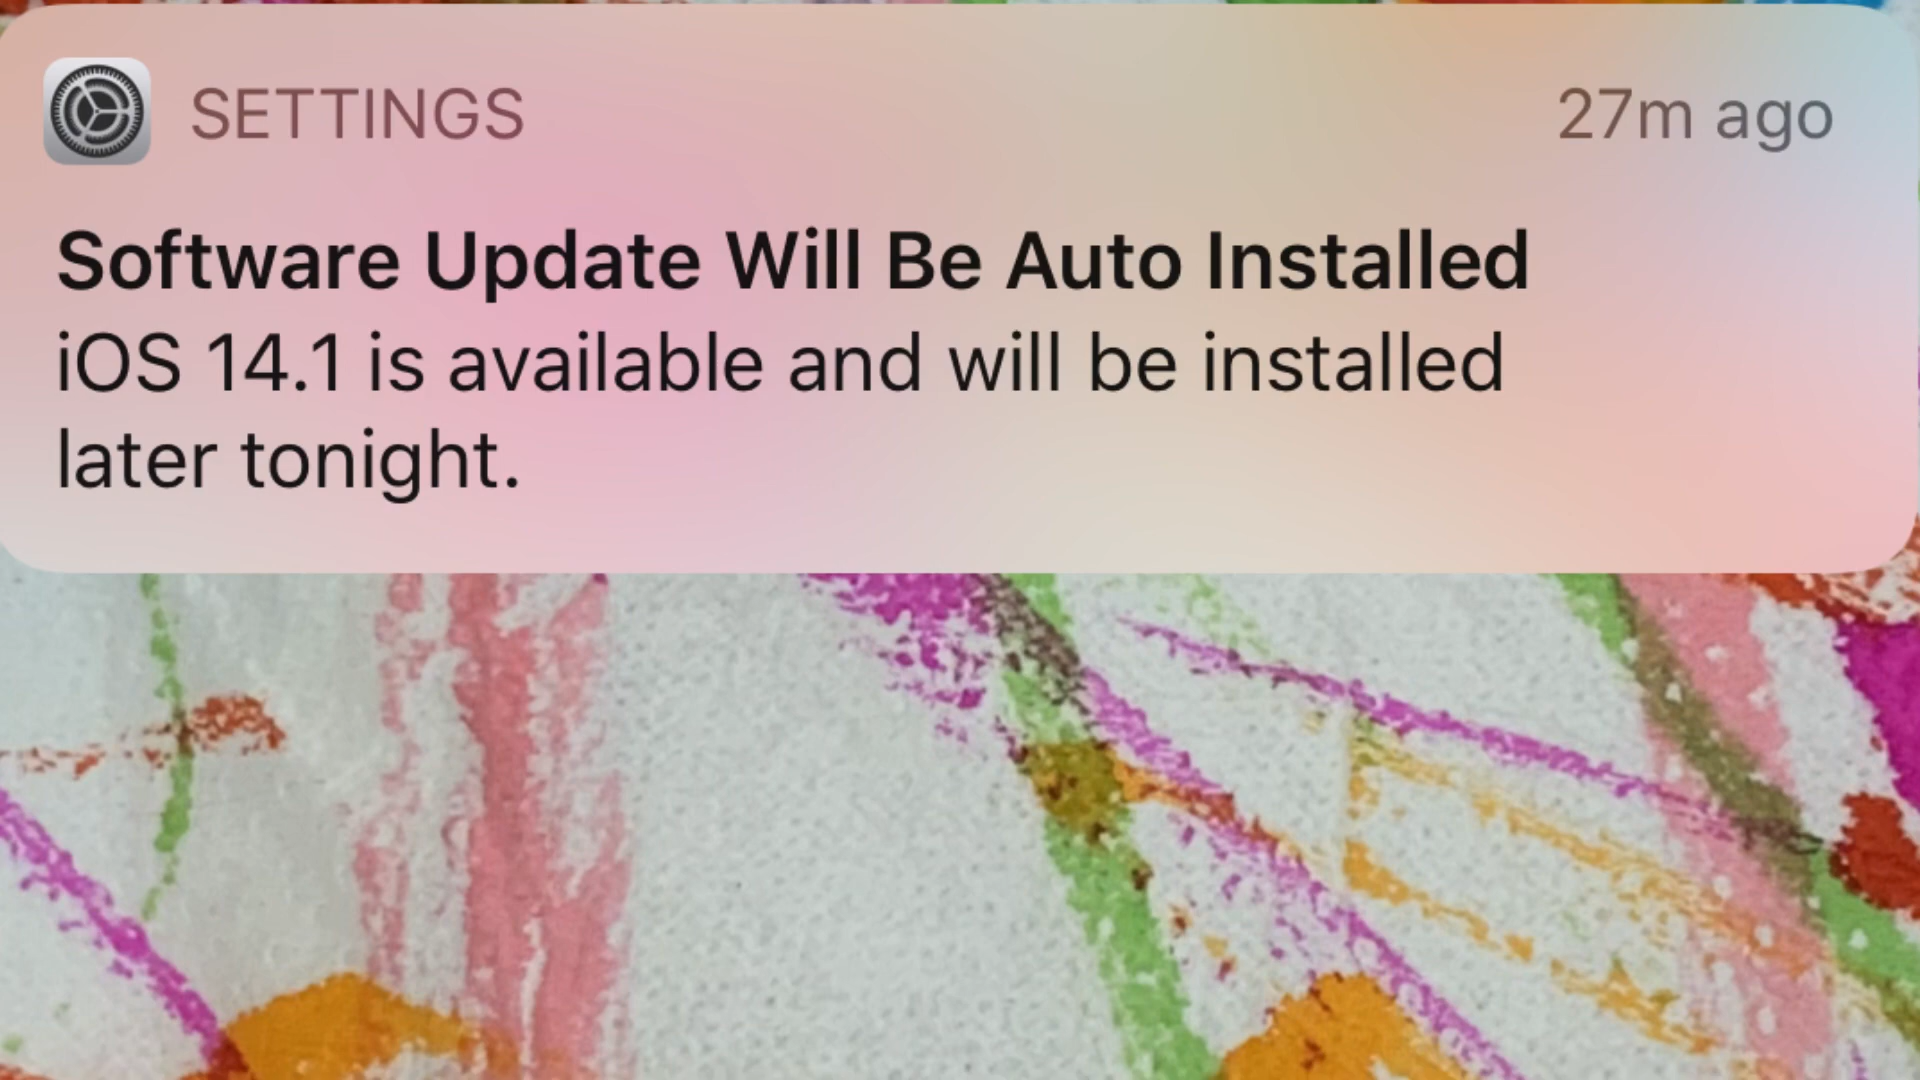 SETTINGS
27m ago
Software Update Will Be Auto Installed
iOS 14.1 is available and will be installed
later tonight.